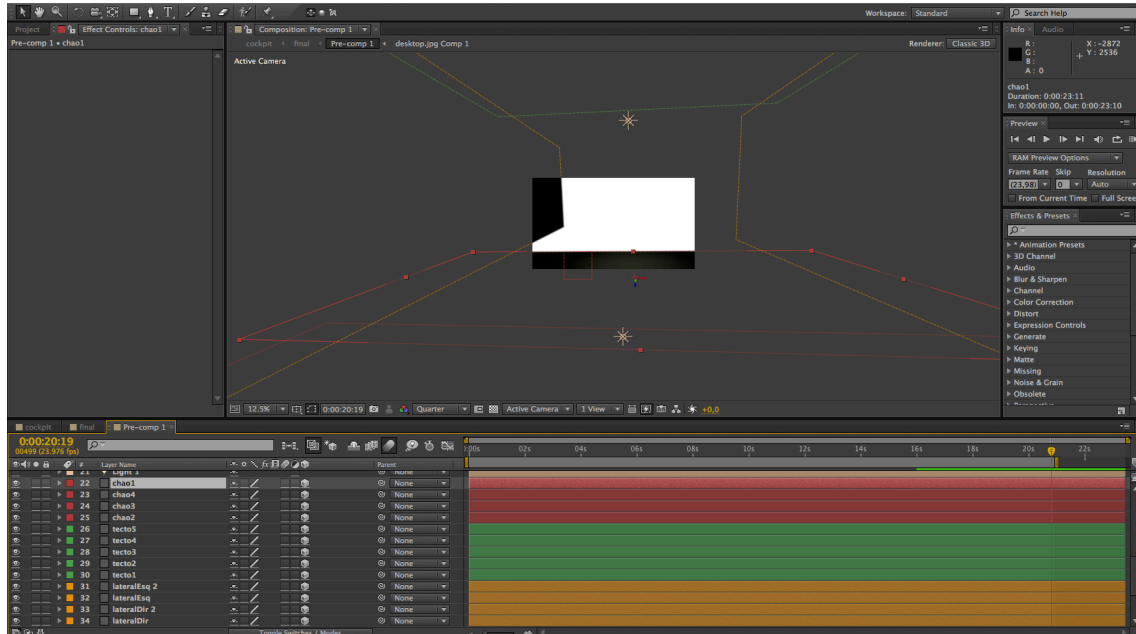 Workspace: Standard
Search Help
Project
Effect Controls: chao1
Composition: Pre-comp 1
Info
Audio
Pre-comp 1 • chao1
cockpit
final
Pre-comp 1
desktop.jpg Comp 1
Renderer: Classic 3D
Active Camera
R :
G :
B :
A : 0
X : -2872
Y : 2536
chao1
Duration: 0:00:23:11
In: 0:00:00:00, Out: 0:00:23:10
Preview
RAM Preview Options
Frame Rate Skip Resolution
(23,98) 0 Auto
From Current Time Full Scree
Effects & Presets
* Animation Presets
3D Channel
Audio
Blur & Sharpen
Channel
Color Correction
Distort
Expression Controls
Generate
Keying
Matte
Missing
Noise & Grain
Obsolete
12.5% 0:00:20:19 Quarter Active Camera 1 View +0,0
cockpit
final
Pre-comp 1
0:00:20:19
00499 (23.976 fps)
:00s 02s 04s 06s 08s 10s 12s 14s 16s 18s 20s 22s
# Layer Name Parent
21 Light 1 None
22 chao1 None
23 chao4 None
24 chao3 None
25 chao2 None
26 tecto5 None
27 tecto4 None
28 tecto3 None
29 tecto2 None
30 tecto1 None
31 lateralEsq 2 None
32 lateralEsq None
33 lateralDir 2 None
34 lateralDir None
Toggle Switches / Modes